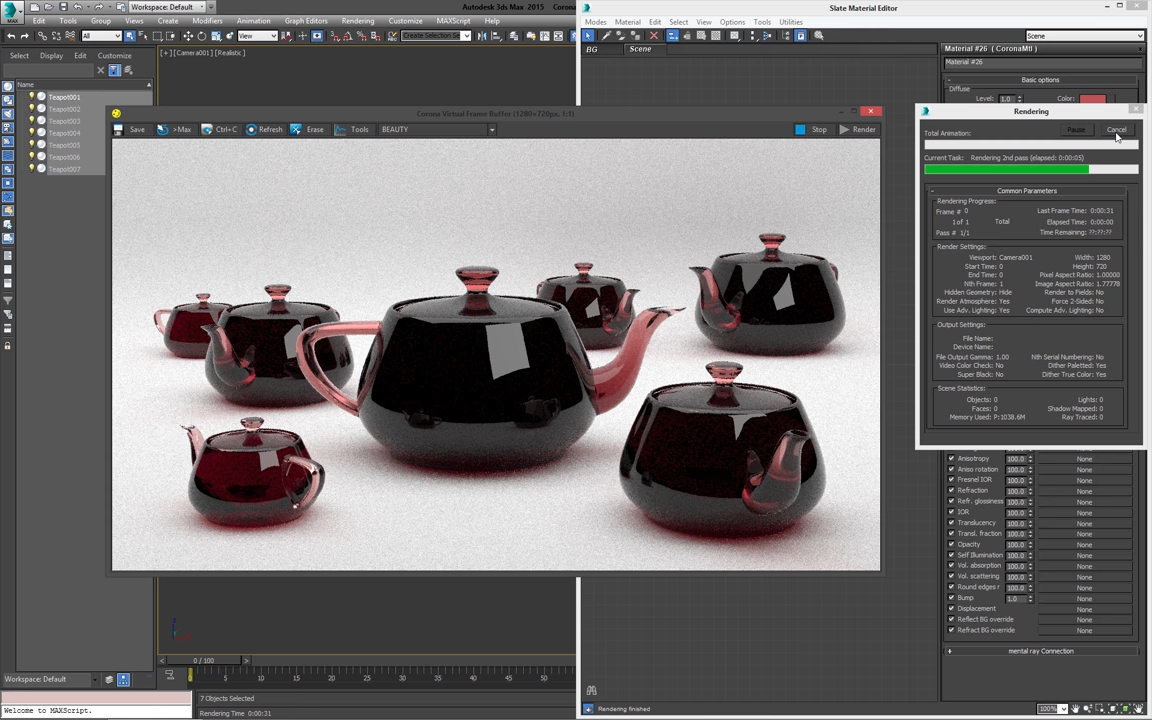 Workspace: Default
Autodesk 3ds Max 2015
Coron
Slate Material Editor
Edit
Tools
Group
Views
Create
Modifiers
Animation
Graph Editors
Rendering
Customize
MAXScript
Help
All
View
Create Selection Se
Modes
Material
Edit
Select
View
Options
Tools
Utilities
Scene
BG
Scene
Material #26 ( CoronaMtl )
Material #26
Basic options
Diffuse
Level: 1.0
Color:
Select
Display
Edit
Customize
Name
Teapot001
Teapot002
Teapot003
Teapot004
Teapot005
Teapot006
Teapot007
[+] [Camera001] [Realistic]
Corona Virtual Frame Buffer (1280×720px, 1:1)
Save
>Max
Ctrl+C
Refresh
Erase
Tools
BEAUTY
Stop
Render
Rendering
Total Animation:
Pause
Cancel
Current Task: Rendering 2nd pass (elapsed: 0:00:05)
Common Parameters
Rendering Progress:
Frame # 0
Last Frame Time: 0:00:31
1 of 1
Total
Elapsed Time: 0:00:00
Pass # 1/1
Time Remaining: ??:??:??
Render Settings:
Viewport: Camera001
Width: 1280
Start Time: 0
Height: 720
End Time: 0
Pixel Aspect Ratio: 1.00000
Nth Frame: 1
Image Aspect Ratio: 1.77778
Hidden Geometry: Hide
Render to Fields: No
Render Atmosphere: Yes
Force 2-Sided: No
Use Adv. Lighting: Yes
Compute Adv. Lighting: No
Output Settings:
File Name:
Device Name:
File Output Gamma: 1.00
Nth Serial Numbering: No
Video Color Check: No
Dither Paletted: Yes
Super Black: No
Dither True Color: Yes
Scene Statistics:
Objects: 0
Lights: 0
Faces: 0
Shadow Mapped: 0
Memory Used: P:1038.6M
Ray Traced: 0
Anisotropy 100.0 None
Aniso rotation 100.0 None
Fresnel IOR 100.0 None
Refraction 100.0 None
Refr. glossiness 100.0 None
IOR 100.0 None
Translucency 100.0 None
Transl. fraction 100.0 None
Opacity 100.0 None
Self Illumination 100.0 None
Vol. absorption 100.0 None
Vol. scattering 100.0 None
Round edges r 100.0 None
Bump 1.0 None
Displacement None
Reflect BG override None
Refract BG override None
mental ray Connection
0 / 100
0 5 10 15 20 25 30 35 40 45 50
Workspace: Default
7 Objects Selected
Welcome to MAXScript.
Rendering Time 0:00:31
Rendering finished
100%